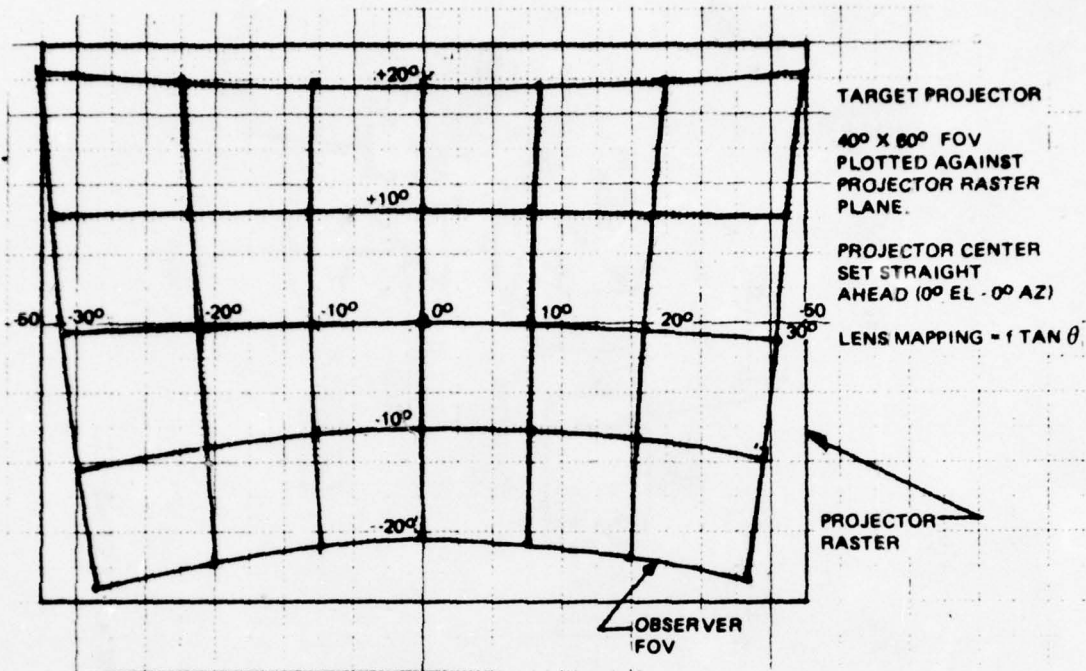 +20°
TARGET PROJECTOR
40° X 60° FOV
PLOTTED AGAINST
PROJECTOR RASTER
PLANE.
+10°
PROJECTOR CENTER
SET STRAIGHT
AHEAD (0° EL - 0° AZ)
-50 -30° -20° -10° 0° 10° 20° 30° -50
LENS MAPPING = f TAN θ
-10°
-20°
PROJECTOR
RASTER
OBSERVER
FOV